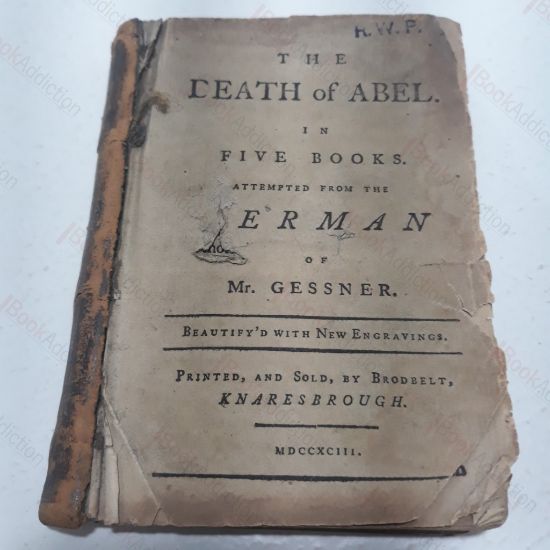 R.W.P.
THE
DEATH of ABEL.
IN
FIVE BOOKS.
ATTEMPTED FROM THE
ERMAN
OF
Mr. GESSNER.
BEAUTIFY'D WITH NEW ENGRAVINGS.
PRINTED, AND SOLD, BY BRODBELT,
KNARESBROUGH.
MDCCXCIII.
BookAddiction